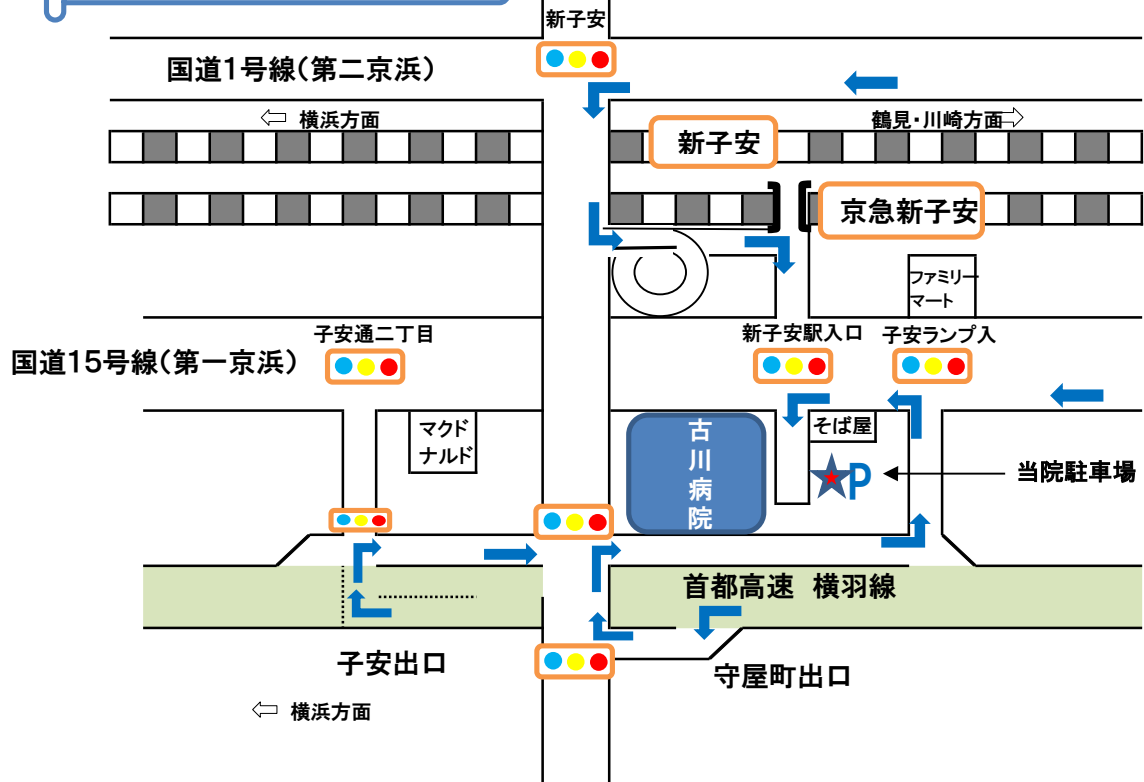 新子安
国道1号線(第二京浜)
横浜方面
鶴見・川崎方面
新子安
京急新子安
ファミリー
マート
子安通二丁目
新子安駅入口
子安ランプ入
国道15号線(第一京浜)
マクド
ナルド
古
川
病
院
そば屋
P
当院駐車場
首都高速 横羽線
子安出口
守屋町出口
横浜方面